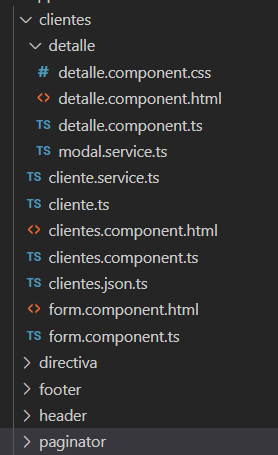 clientes
detalle
# detalle.component.css
<> detalle.component.html
TS detalle.component.ts
TS modal.service.ts
TS cliente.service.ts
TS cliente.ts
<> clientes.component.html
TS clientes.component.ts
TS clientes.json.ts
<> form.component.html
TS form.component.ts
directiva
footer
header
paginator